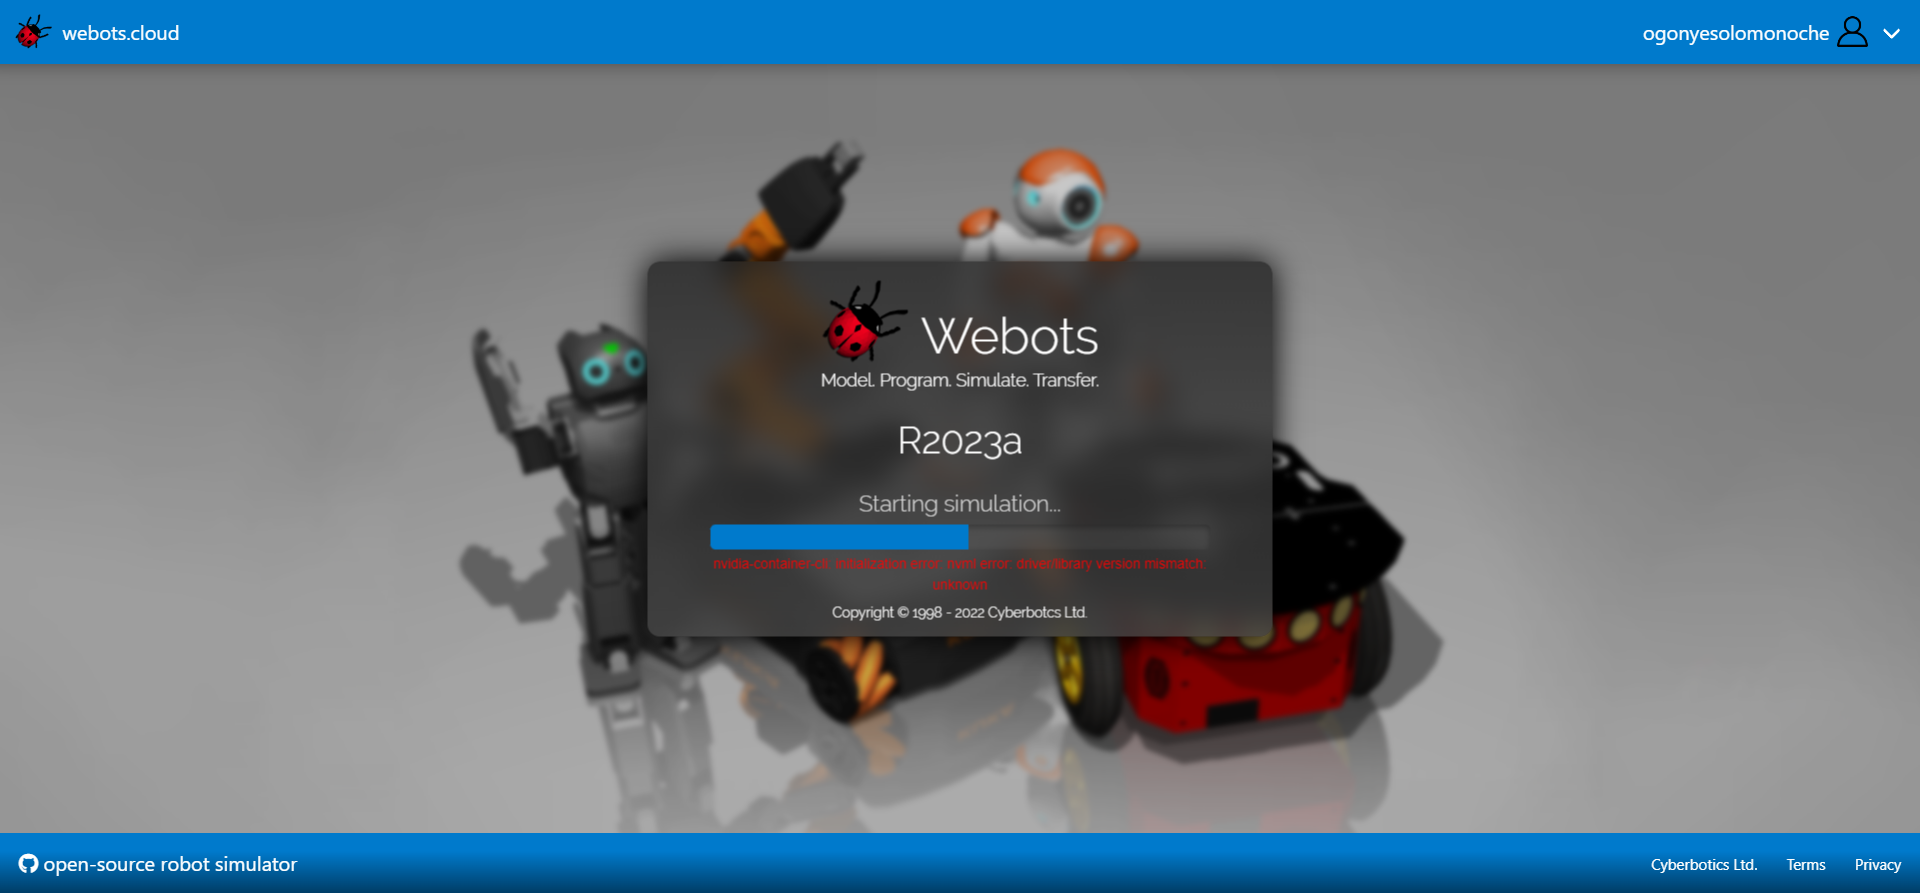 webots.cloud
ogonyesolomonoche
Webots
Model. Program. Simulate. Transfer.
R2023a
Starting simulation...
nvidia-container-cli: initialization error: nvml error: driver/library version mismatch:
unknown
Copyright © 1998 - 2022 Cyberbotcs Ltd.
open-source robot simulator
Cyberbotics Ltd.
Terms
Privacy